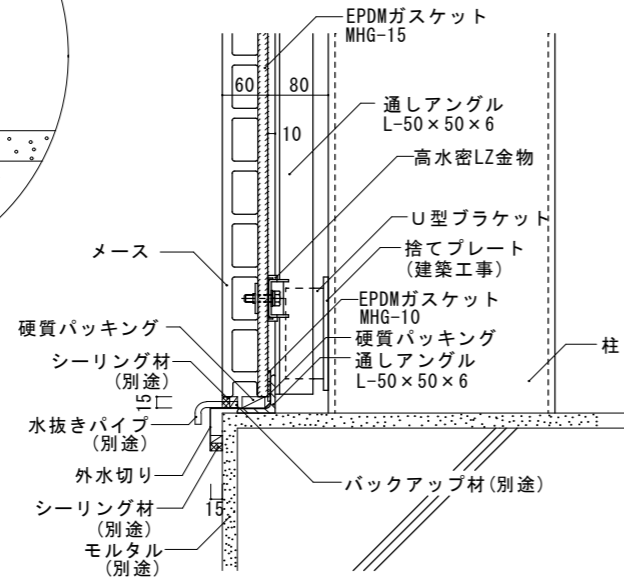 EPDMガスケット
MHG-15
60
80
通しアングル
L-50×50×6
10
高水密LZ金物
U型ブラケット
メース
捨てプレート
(建築工事)
EPDMガスケット
MHG-10
硬質パッキング
硬質パッキング
柱
シーリング材
(別途)
通しアングル
L-50×50×6
15
水抜きパイプ
(別途)
外水切り
バックアップ材(別途)
シーリング材
(別途)
15
モルタル
(別途)